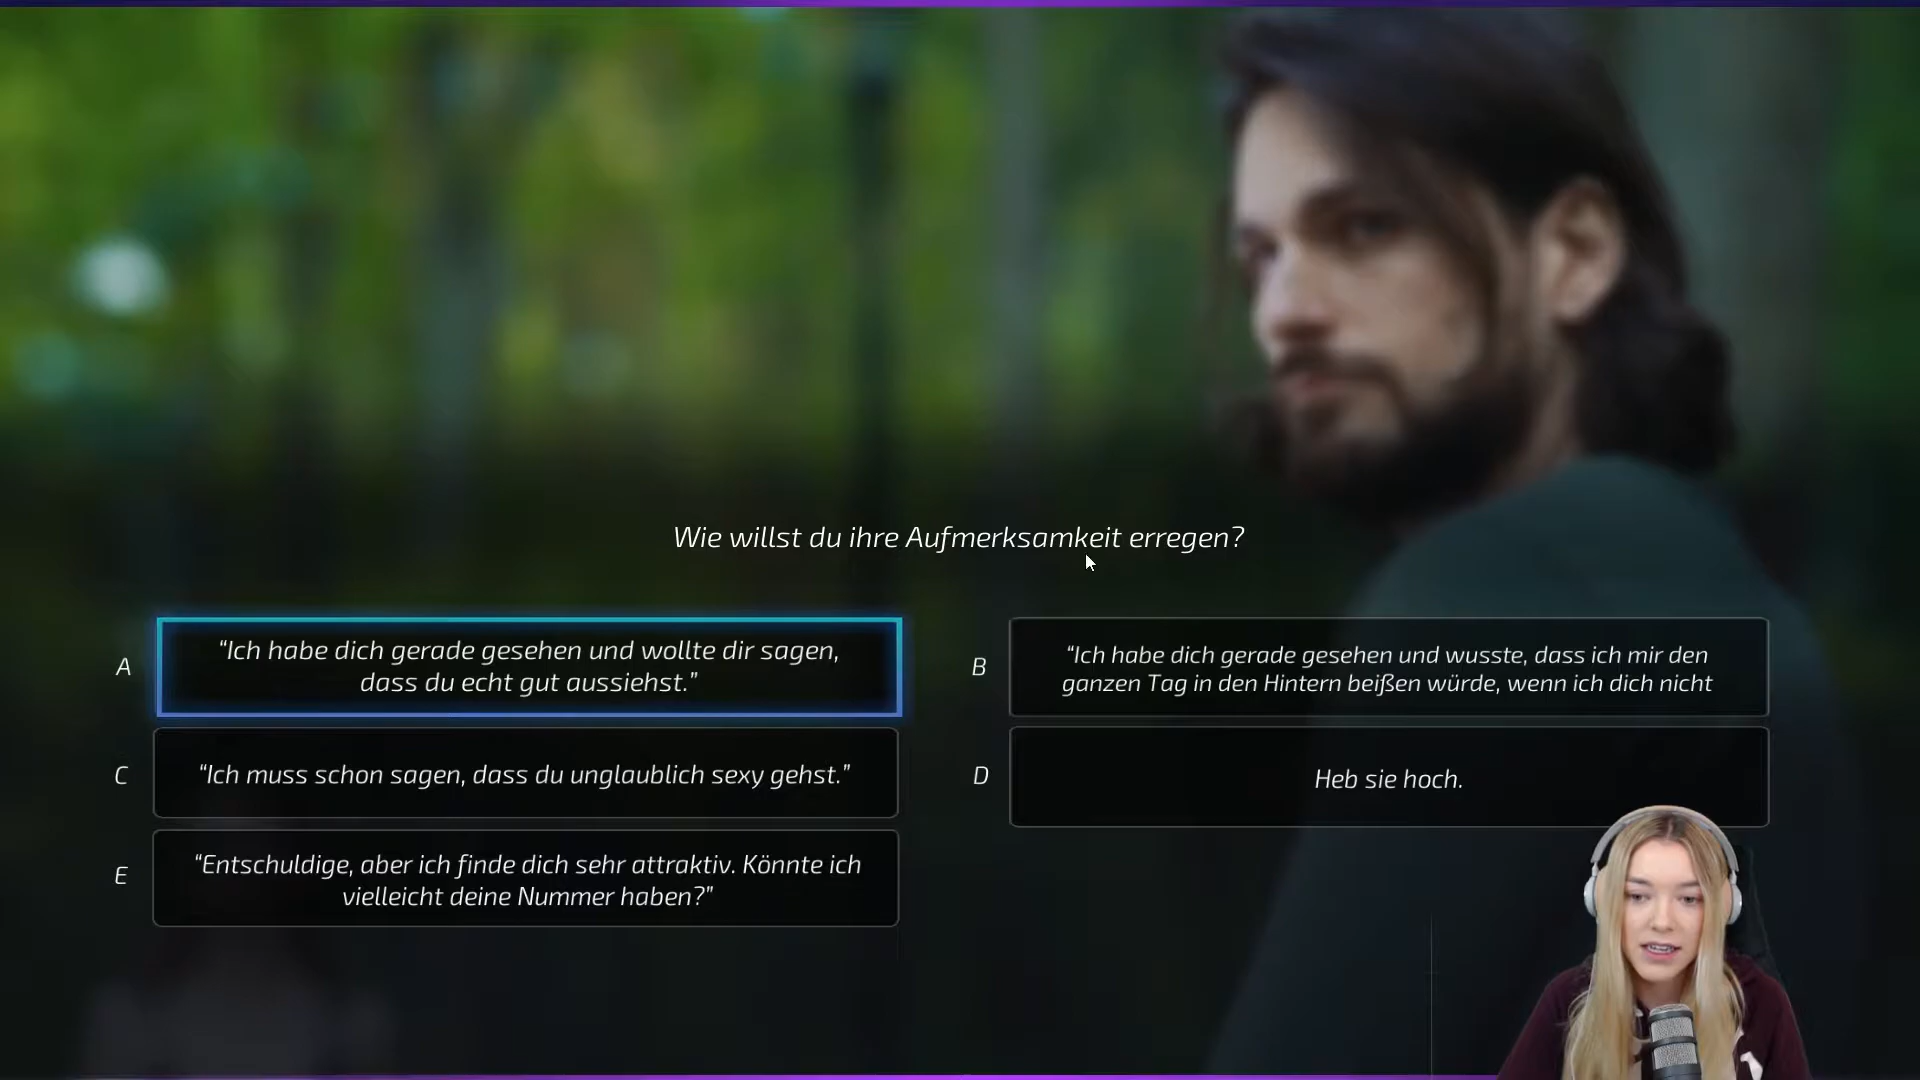 Wie willst du ihre Aufmerksamkeit erregen?
A
“Ich habe dich gerade gesehen und wollte dir sagen,
dass du echt gut aussiehst.”
B
“Ich habe dich gerade gesehen und wusste, dass ich mir den
ganzen Tag in den Hintern beißen würde, wenn ich dich nicht
C
“Ich muss schon sagen, dass du unglaublich sexy gehst.”
D
Heb sie hoch.
E
“Entschuldige, aber ich finde dich sehr attraktiv. Könnte ich
vielleicht deine Nummer haben?”